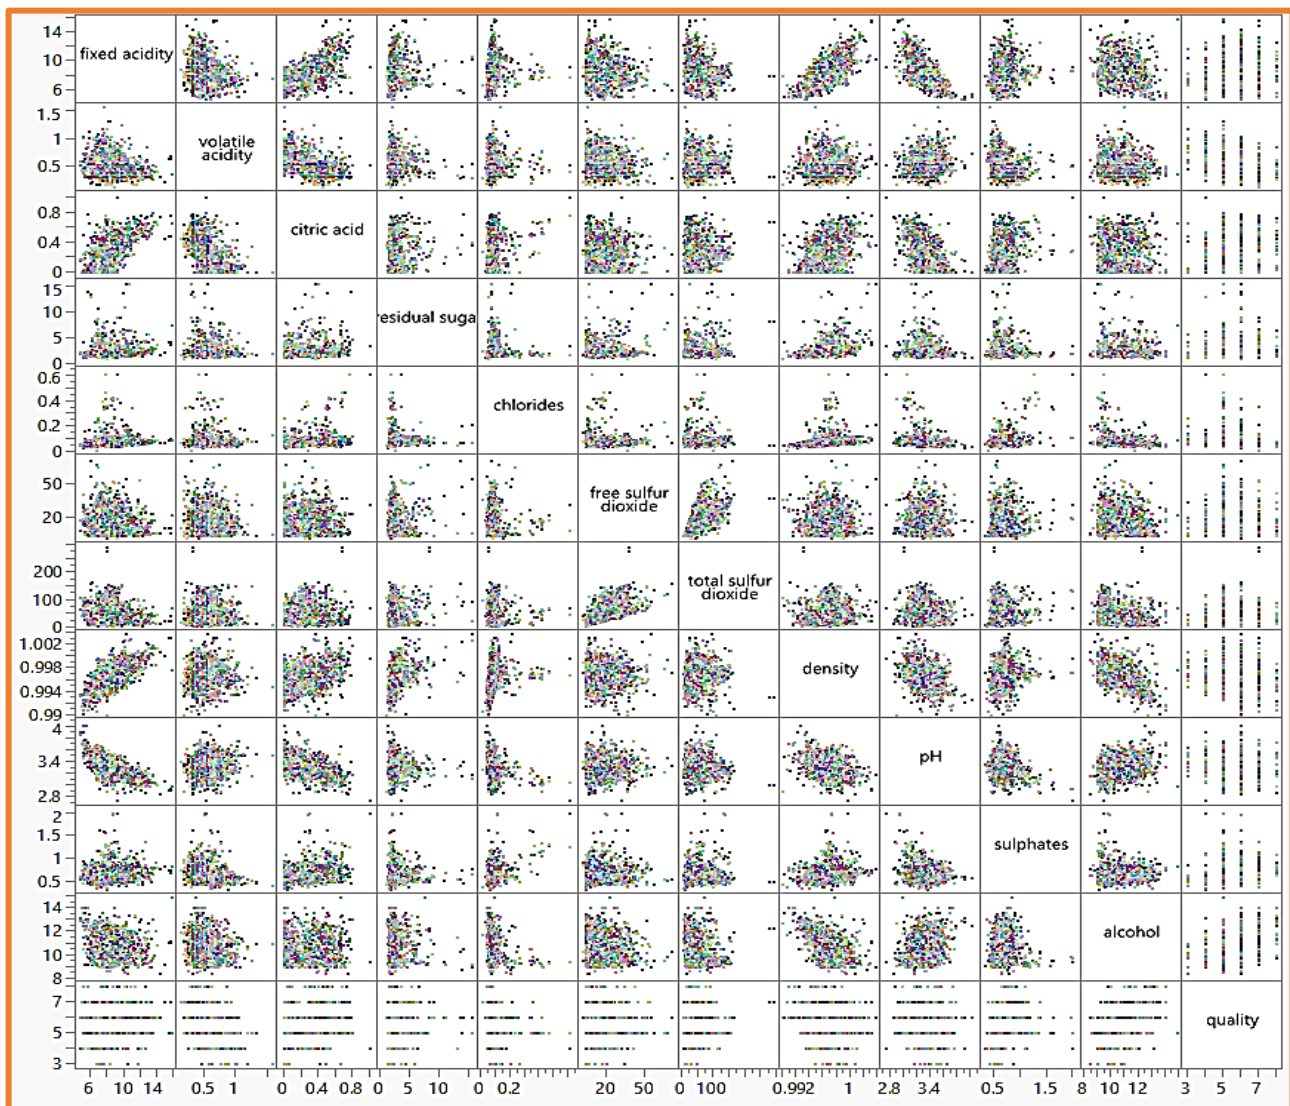 14
10
6
fixed acidity
1.5
1
0.5
volatile
acidity
0.8
0.4
0
citric acid
15
10
5
0
residual suga
0.6
0.4
0.2
0
chlorides
50
20
free sulfur
dioxide
200
100
0
total sulfur
dioxide
1.002
0.998
0.994
0.99
density
4
3.4
2.8
pH
2
1.5
1
0.5
sulphates
14
12
10
8
alcohol
7
5
3
quality
6 10 14 0.5 1 0 0.4 0.8 0 5 10 0 0.2 20 50 0 100 0.992 1 2.8 3.4 0.5 1.5 8 10 12 3 5 7